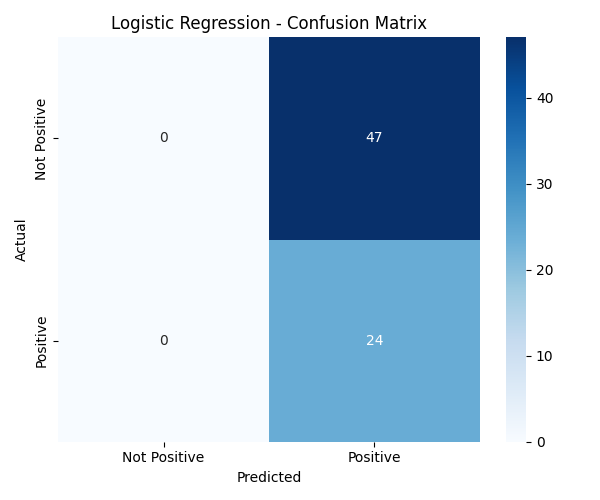 Logistic Regression - Confusion Matrix
Actual
Not Positive
Positive
0
47
0
24
Not Positive
Positive
Predicted
40
30
20
10
0